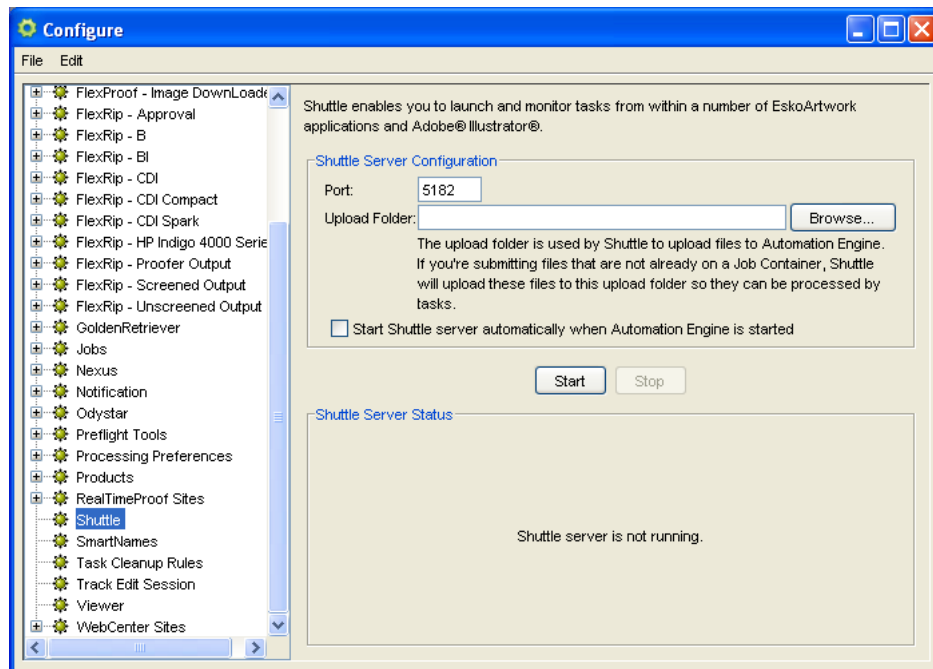 Configure
File Edit
FlexProof - Image DownLoade
FlexRip - Approval
FlexRip - B
FlexRip - BI
FlexRip - CDI
FlexRip - CDI Compact
FlexRip - CDI Spark
FlexRip - HP Indigo 4000 Serie
FlexRip - Proofer Output
FlexRip - Screened Output
FlexRip - Unscreened Output
GoldenRetriever
Jobs
Nexus
Notification
Odystar
Preflight Tools
Processing Preferences
Products
RealTimeProof Sites
Shuttle
SmartNames
Task Cleanup Rules
Track Edit Session
Viewer
WebCenter Sites
Shuttle enables you to launch and monitor tasks from within a number of EskoArtwork
applications and Adobe® Illustrator®.
Shuttle Server Configuration
Port: 5182
Upload Folder: Browse...
The upload folder is used by Shuttle to upload files to Automation Engine.
If you're submitting files that are not already on a Job Container, Shuttle
will upload these files to this upload folder so they can be processed by
tasks.
Start Shuttle server automatically when Automation Engine is started
Start Stop
Shuttle Server Status
Shuttle server is not running.